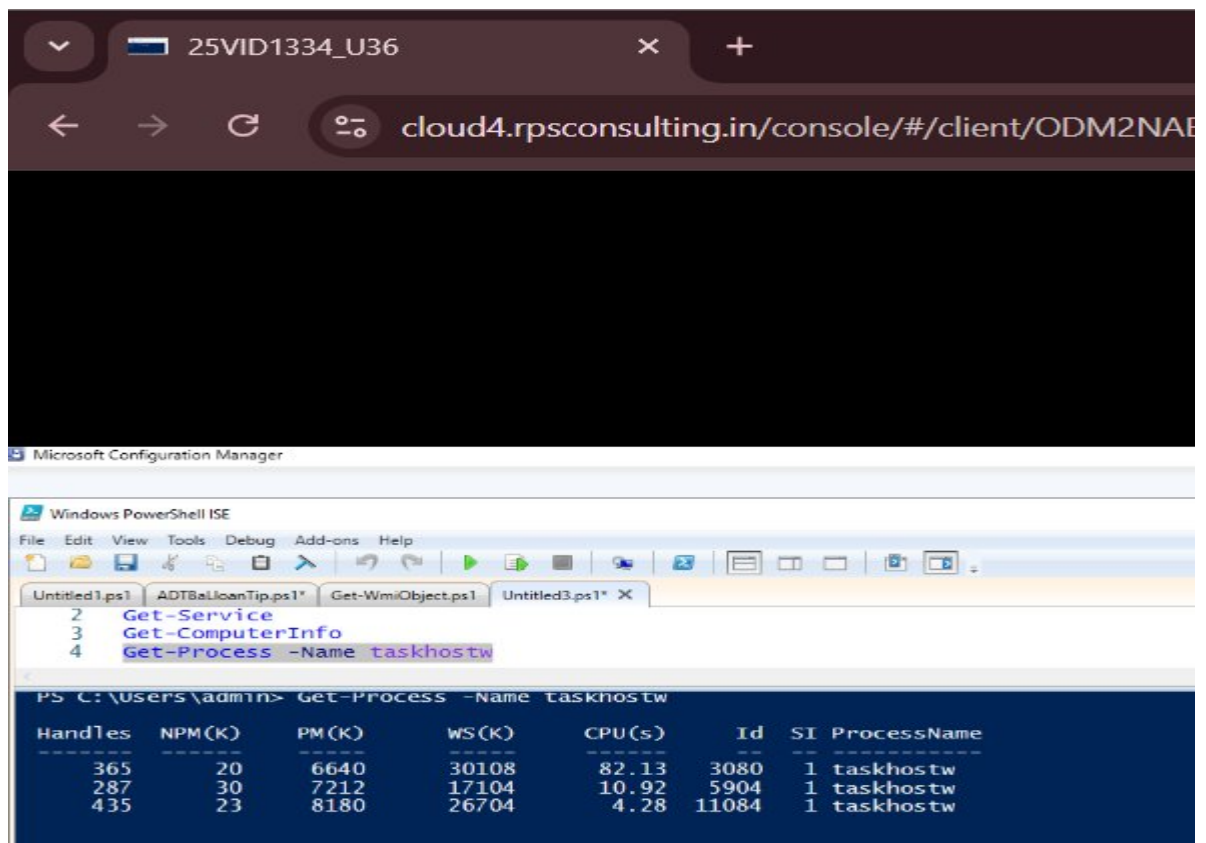 25VID1334_U36
cloud4.rpsconsulting.in/console/#/client/ODM2NAE
Microsoft Configuration Manager
Windows PowerShell ISE
File Edit View Tools Debug Add-ons Help
Untitled1.ps1 ADTBaLloanTip.ps1* Get-WmiObject.ps1 Untitled3.ps1* X
2 Get-Service
3 Get-ComputerInfo
4 Get-Process -Name taskhostw
PS C:\Users\admin> Get-Process -Name taskhostw
Handles NPM(K) PM(K) WS(K) CPU(s) Id SI ProcessName
------- ------ ----- ----- ------ -- -- -----------
365 20 6640 30108 82.13 3080 1 taskhostw
287 30 7212 17104 10.92 5904 1 taskhostw
435 23 8180 26704 4.28 11084 1 taskhostw